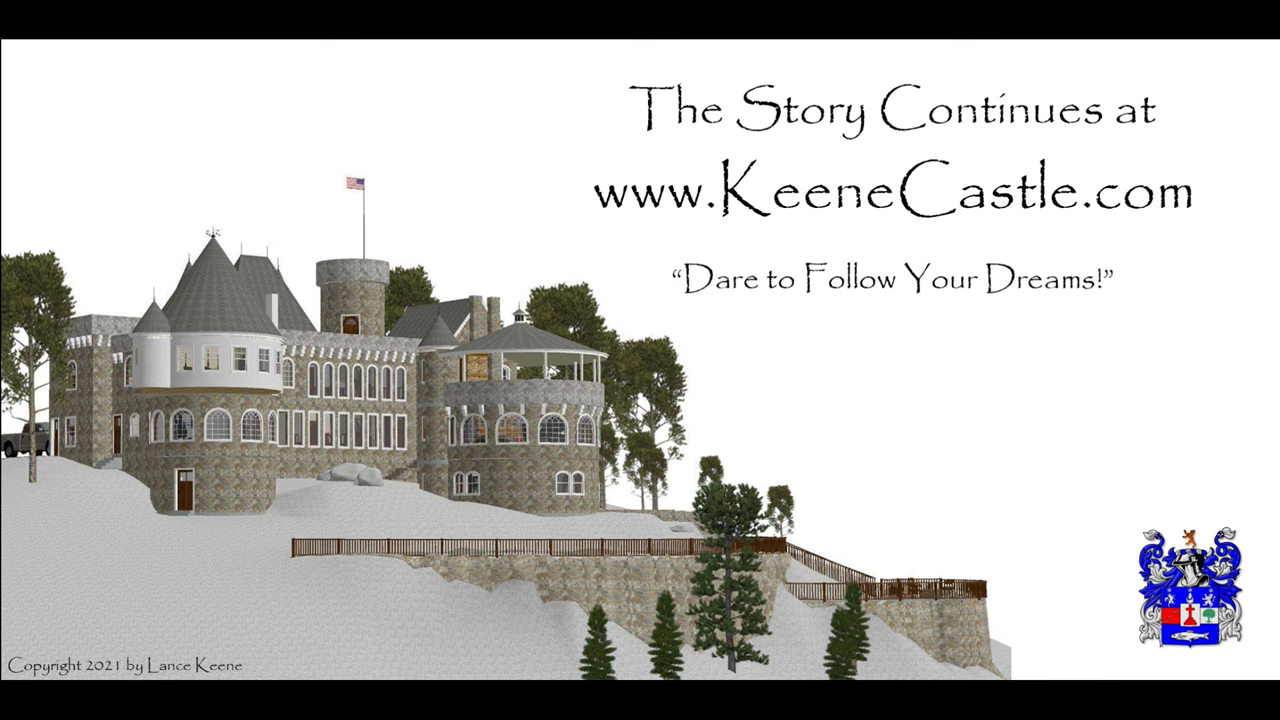 The Story Continues at
www.KeeneCastle.com
“Dare to Follow Your Dreams!”
Copyright 2021 by Lance Keene